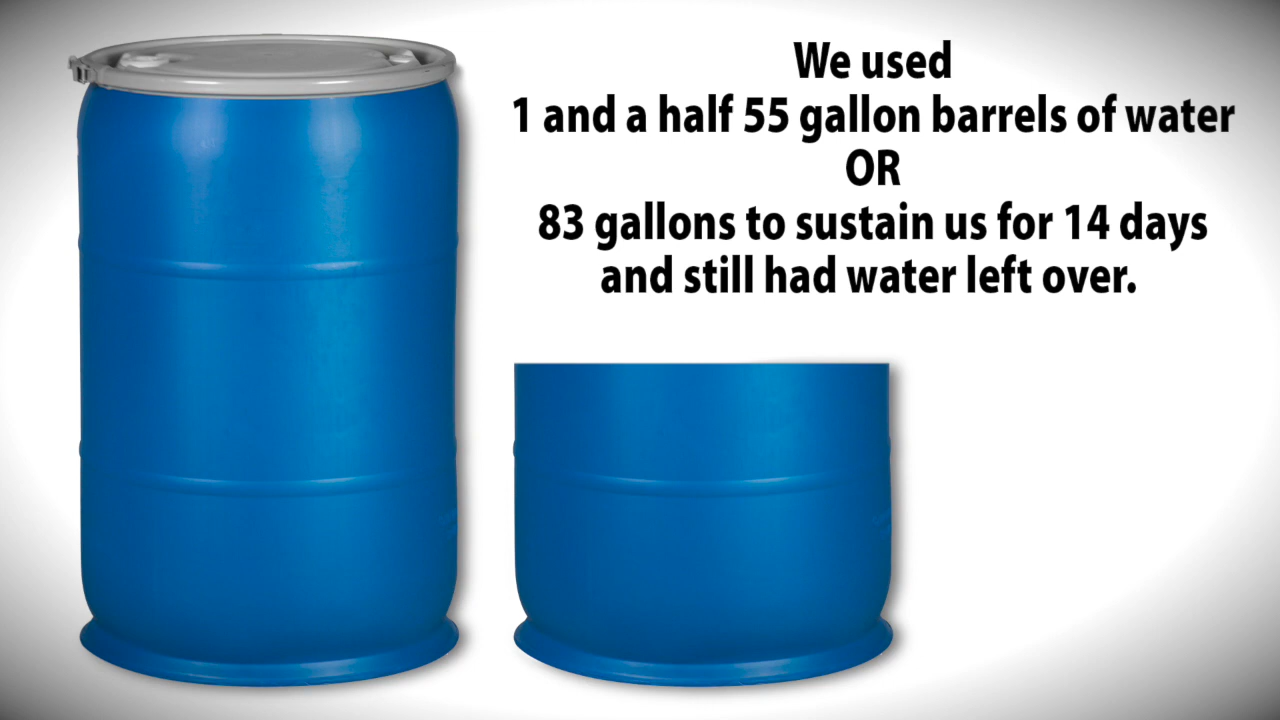 We used
1 and a half 55 gallon barrels of water
OR
83 gallons to sustain us for 14 days
and still had water left over.